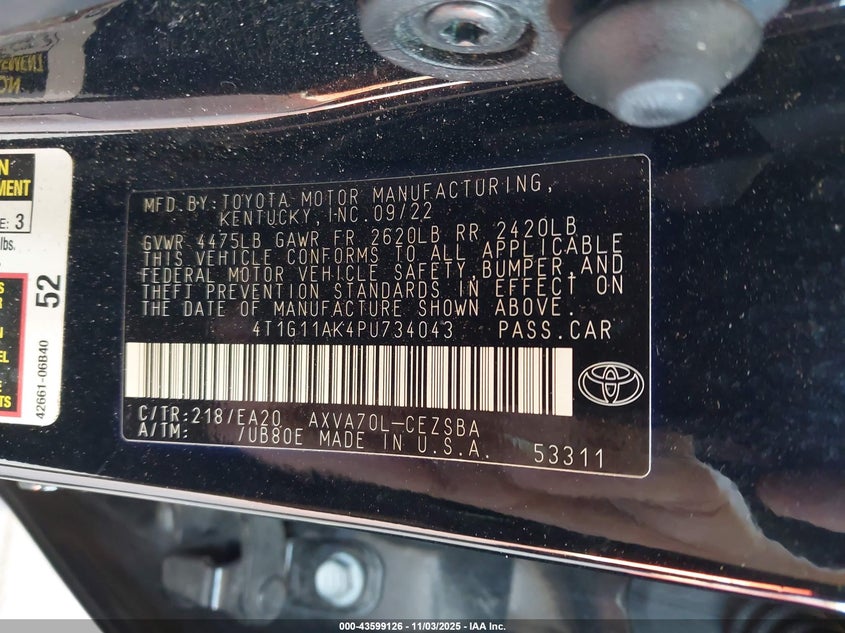 MFD.BY:TOYOTA MOTOR MANUFACTURING,
KENTUCKY, INC.09/22
GVWR 4475LB GAWR FR 2620LB RR 2420LB
THIS VEHICLE CONFORMS TO ALL APPLICABLE
FEDERAL MOTOR VEHICLE SAFETY,BUMPER,AND
THEFT PREVENTION STANDARDS IN EFFECT ON
THE DATE OF MANUFACTURE SHOWN ABOVE.
4T1G11AK4PU734043 PASS.CAR
C/TR:218/EA20 AXVA70L-CEZSBA
A/TM: /UB80E MADE IN U.S.A.
53311
MENT
E: 3
lbs.
52
42661-06B40
000-43599126 - 11/03/2025 - IAA Inc.